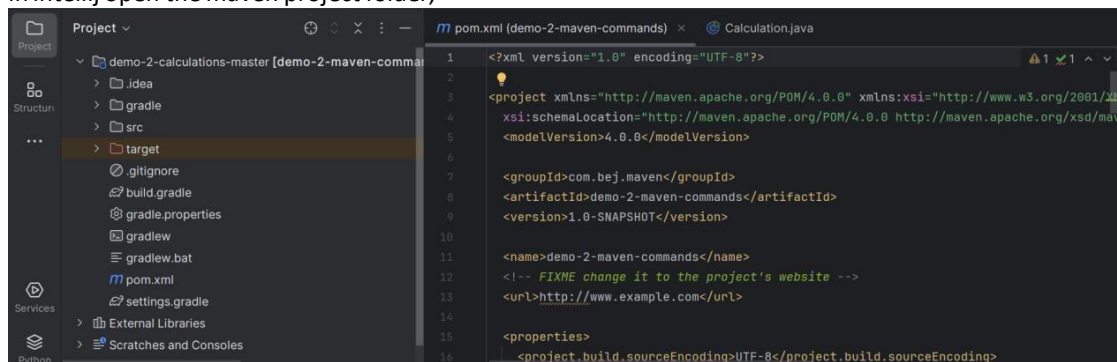 Project
Project
demo-2-calculations-master [demo-2-maven-comma
.idea
gradle
src
target
.gitignore
build.gradle
gradle.properties
gradlew
gradlew.bat
pom.xml
settings.gradle
External Libraries
Scratches and Consoles
Structure
Services
Python
m pom.xml (demo-2-maven-commands) × Calculation.java
1 1
1 <?xml version="1.0" encoding="UTF-8"?>
2
3 <project xmlns="http://maven.apache.org/POM/4.0.0" xmlns:xsi="http://www.w3.org/2001/XM
4 xsi:schemaLocation="http://maven.apache.org/POM/4.0.0 http://maven.apache.org/xsd/mav
5 <modelVersion>4.0.0</modelVersion>
6
7 <groupId>com.bej.maven</groupId>
8 <artifactId>demo-2-maven-commands</artifactId>
9 <version>1.0-SNAPSHOT</version>
10
11 <name>demo-2-maven-commands</name>
12 <!-- FIXME change it to the project's website -->
13 <url>http://www.example.com</url>
14
15 <properties>
16 <project.build.sourceEncoding>UTF-8</project.build.sourceEncoding>